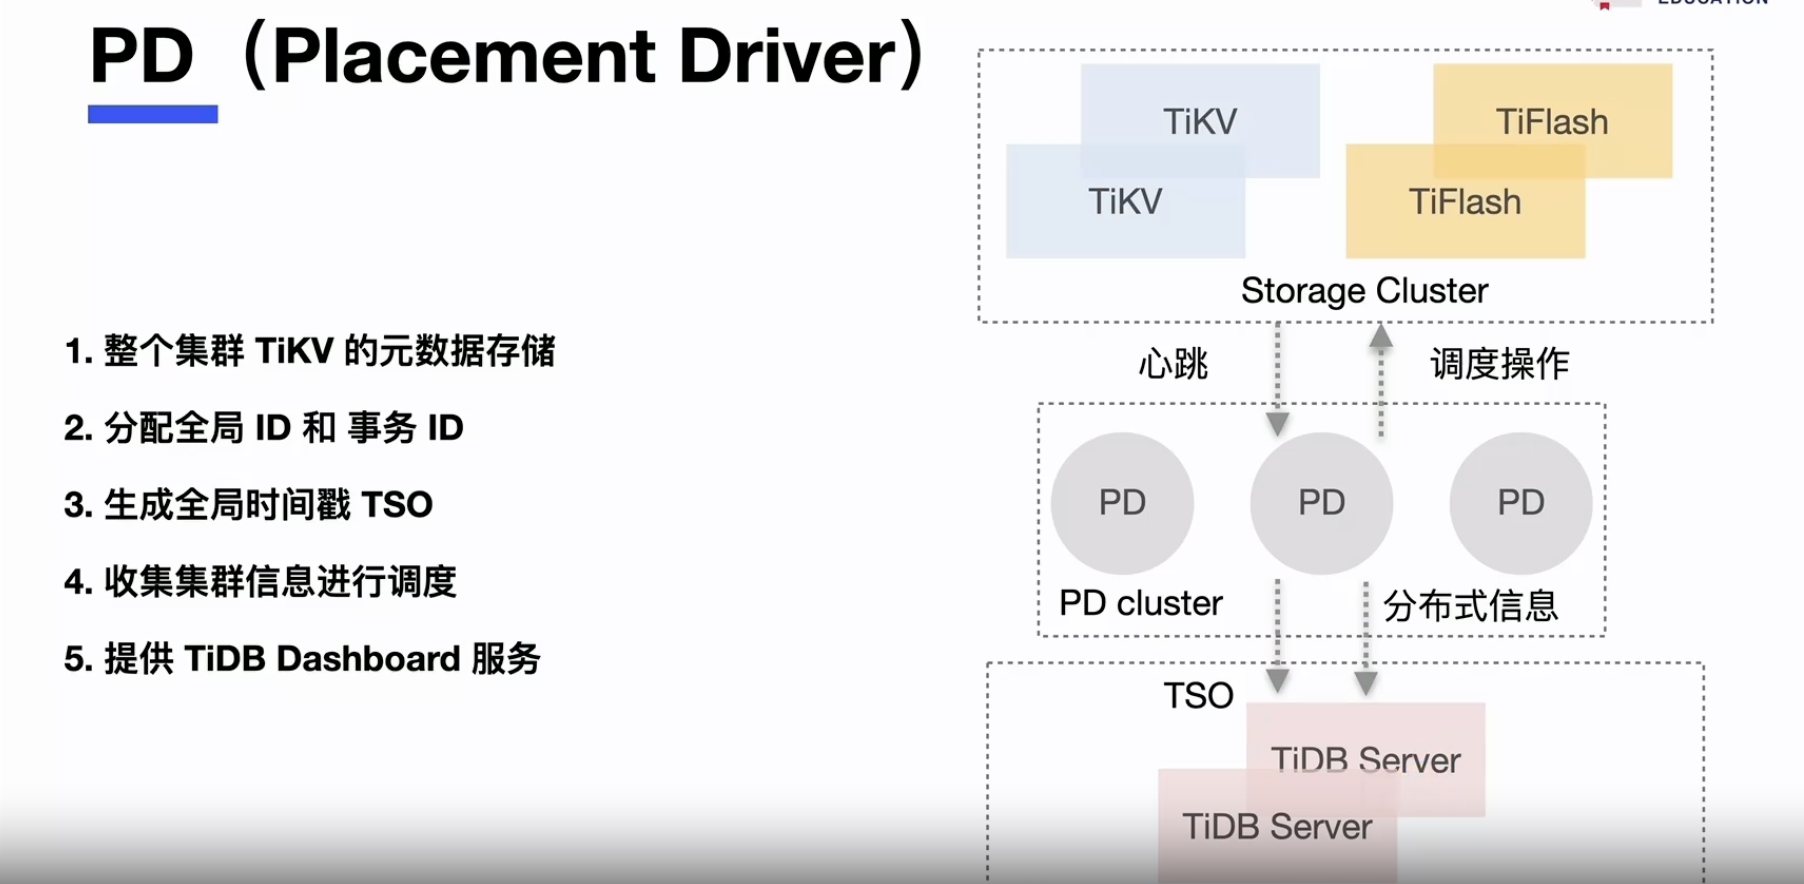 EDUCATION
PD（Placement Driver）
1. 整个集群 TiKV 的元数据存储
2. 分配全局 ID 和 事务 ID
3. 生成全局时间戳 TSO
4. 收集集群信息进行调度
5. 提供 TiDB Dashboard 服务
TiKV
TiFlash
TiKV
TiFlash
Storage Cluster
心跳
调度操作
PD
PD
PD
PD cluster
分布式信息
TSO
TiDB Server
TiDB Server